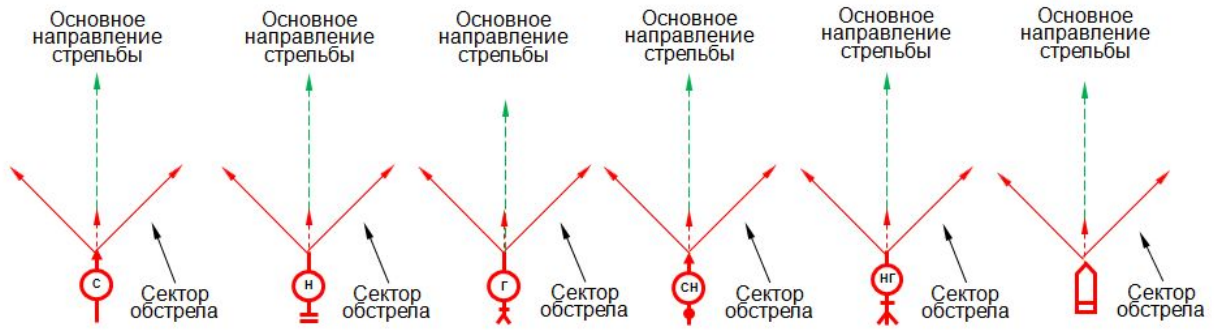 Основное
направление
стрельбы
Основное
направление
стрельбы
Основное
направление
стрельбы
Основное
направление
стрельбы
Основное
направление
стрельбы
Основное
направление
стрельбы
С
Сектор
обстрела
Н
Сектор
обстрела
Г
Сектор
обстрела
СН
Сектор
обстрела
НГ
Сектор
обстрела
Сектор
обстрела